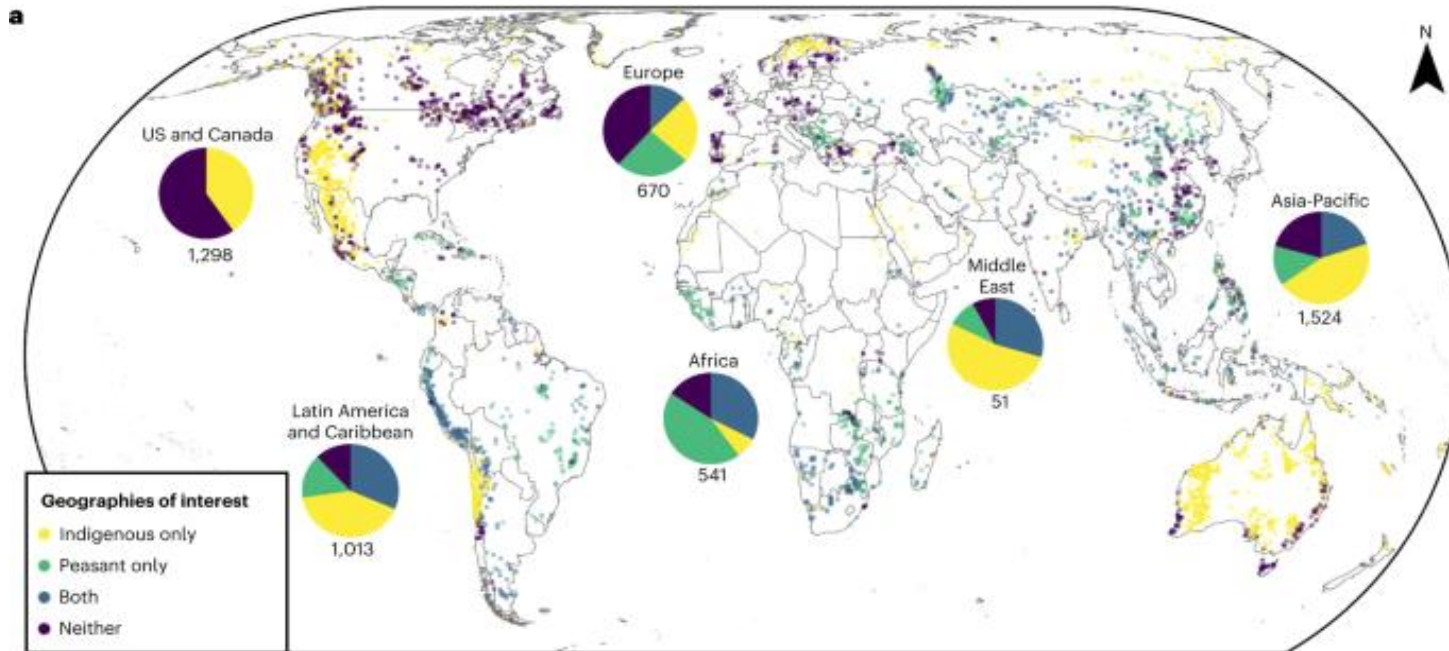 a
N
Europe
670
US and Canada
1,298
Asia-Pacific
1,524
Middle
East
51
Africa
541
Latin America
and Caribbean
1,013
Geographies of interest
Indigenous only
Peasant only
Both
Neither